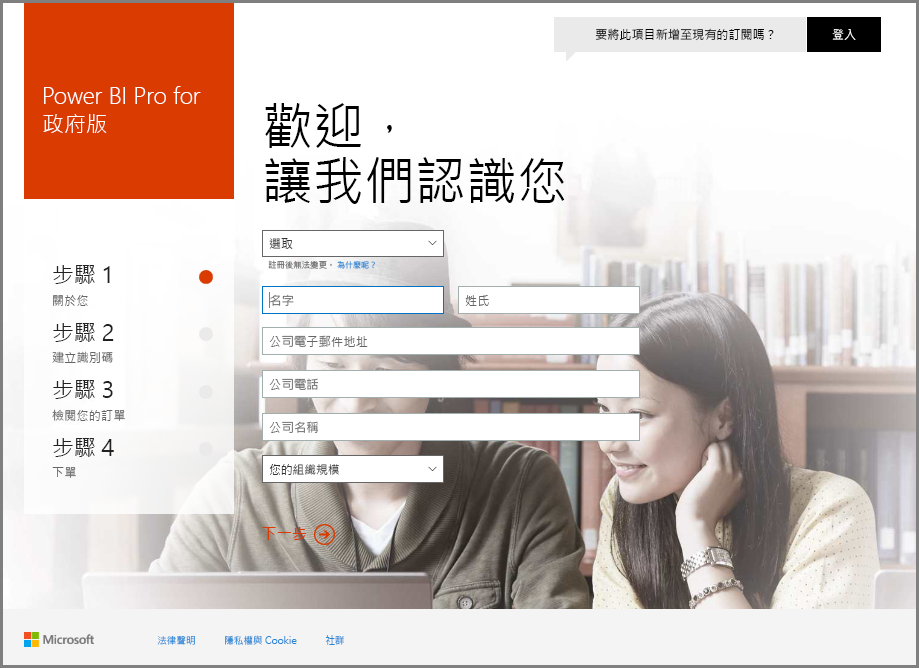 要將此項目新增至現有的訂閱嗎？
登入
Power BI Pro for
政府版
歡迎，
讓我們認識您
選取
註冊後無法變更。為什麼呢？
名字
姓氏
公司電子郵件地址
公司電話
公司名稱
您的組織規模
下一步
步驟 1
關於您
步驟 2
建立識別碼
步驟 3
檢閱您的訂單
步驟 4
下單
Microsoft
法律聲明
隱私權與 Cookie
社群